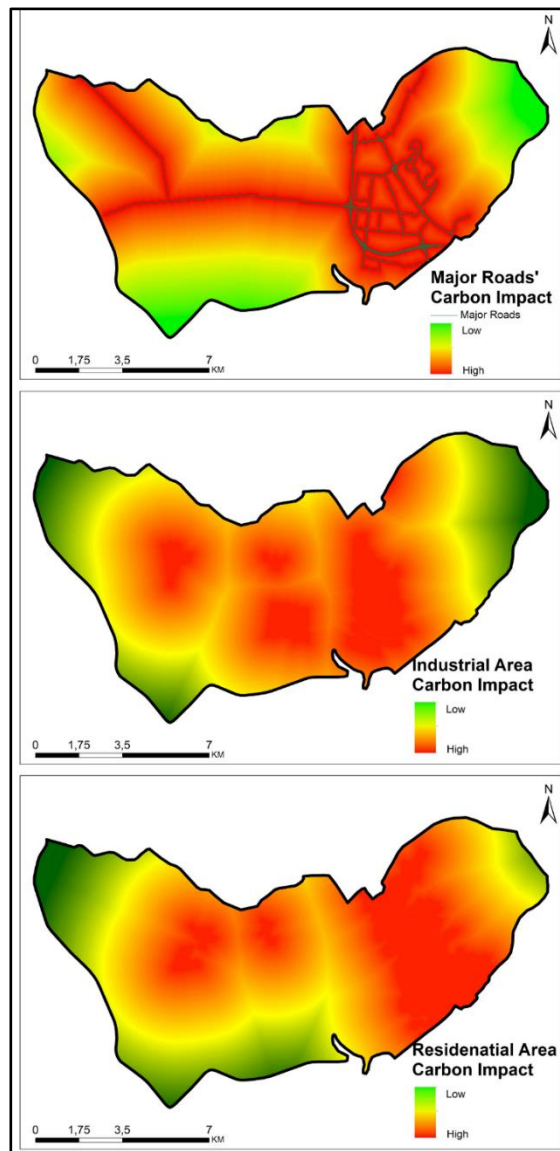 N
Major Roads'
Carbon Impact
Major Roads
Low
High
0 1,75 3,5 7
KM
N
Industrial Area
Carbon Impact
Low
High
0 1,75 3,5 7
KM
N
Residenatial Area
Carbon Impact
Low
High
0 1,75 3,5 7
KM